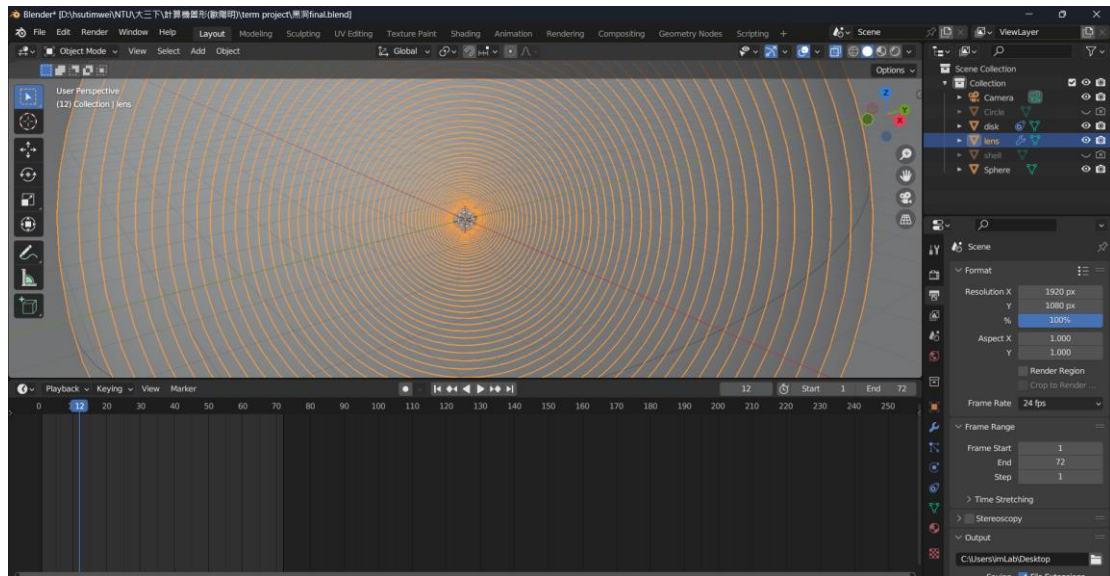 Blender* [D:\hsutimwei\NTU\大三下\計算機圖形(歐陽明)\term project\黑洞final.blend]
File Edit Render Window Help Layout Modeling Sculpting UV Editing Texture Paint Shading Animation Rendering Compositing Geometry Nodes Scripting + Scene ViewLayer
Object Mode View Select Add Object Global
Options
User Perspective
(12) Collection | lens
Z
Y
X
Scene Collection
Collection
Camera
Circle
disk
lens
shell
Sphere
Scene
Format
Resolution X 1920 px
Y 1080 px
% 100%
Aspect X 1.000
Y 1.000
Render Region
Crop to Render ...
Frame Rate 24 fps
Frame Range
Frame Start 1
End 72
Step 1
Time Stretching
Stereoscopy
Output
C:\Users\imLab\Desktop
Saving File Extensions
Playback Keying View Marker 12 Start 1 End 72
0 12 20 30 40 50 60 70 80 90 100 110 120 130 140 150 160 170 180 190 200 210 220 230 240 250